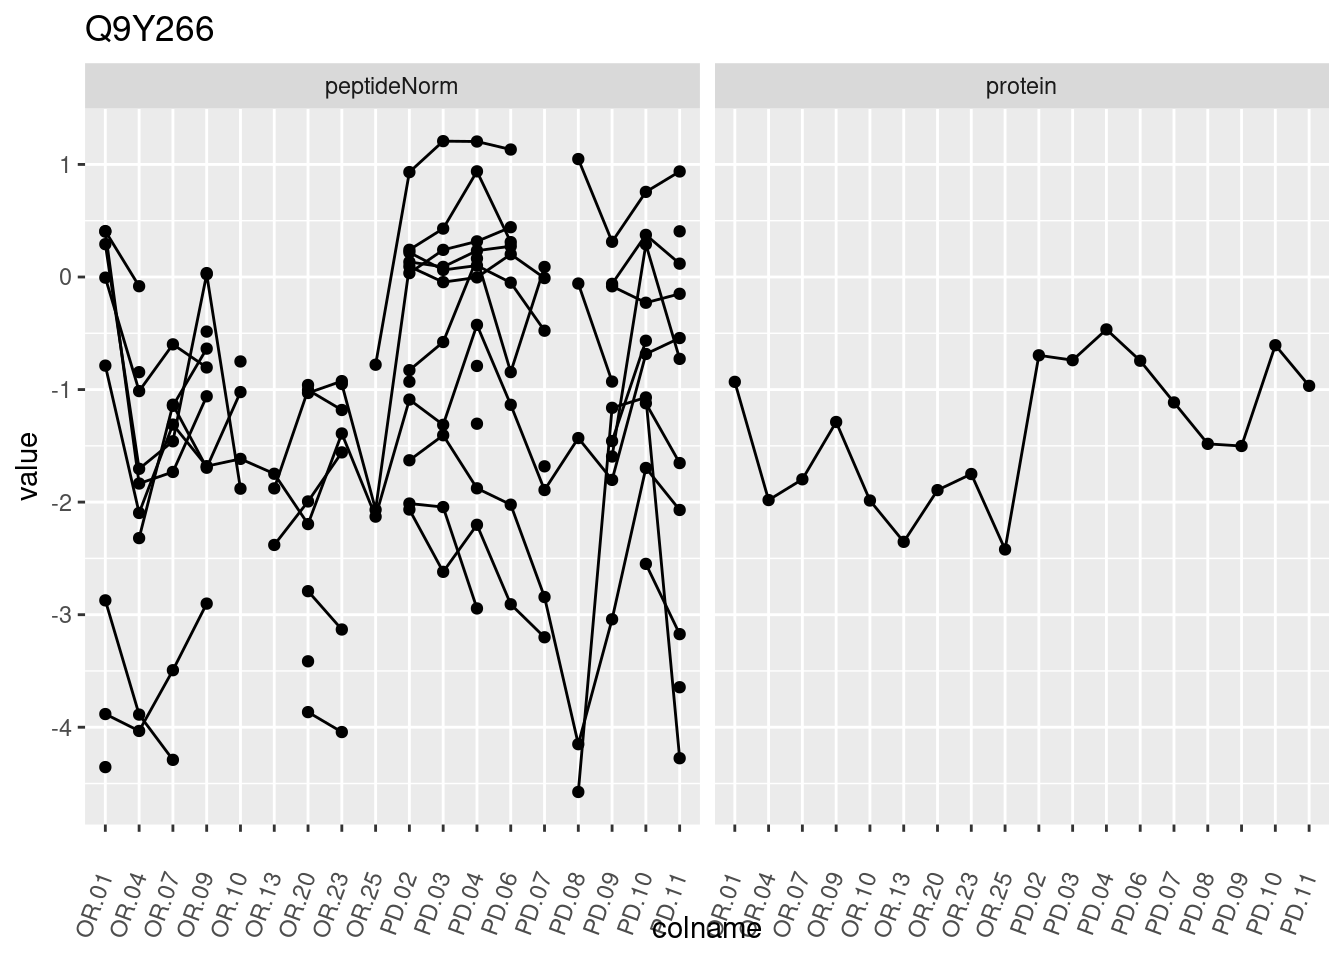 Q9Y266
peptideNorm
protein
value
1
0
-1
-2
-3
-4
OR.01
OR.04
OR.07
OR.09
OR.10
OR.13
OR.20
OR.23
OR.25
PD.02
PD.03
PD.04
PD.06
PD.07
PD.08
PD.09
PD.10
PD.11
OR.01
OR.04
OR.07
OR.09
OR.10
OR.13
OR.20
OR.23
OR.25
PD.02
PD.03
PD.04
PD.06
PD.07
PD.08
PD.09
PD.10
PD.11
colname